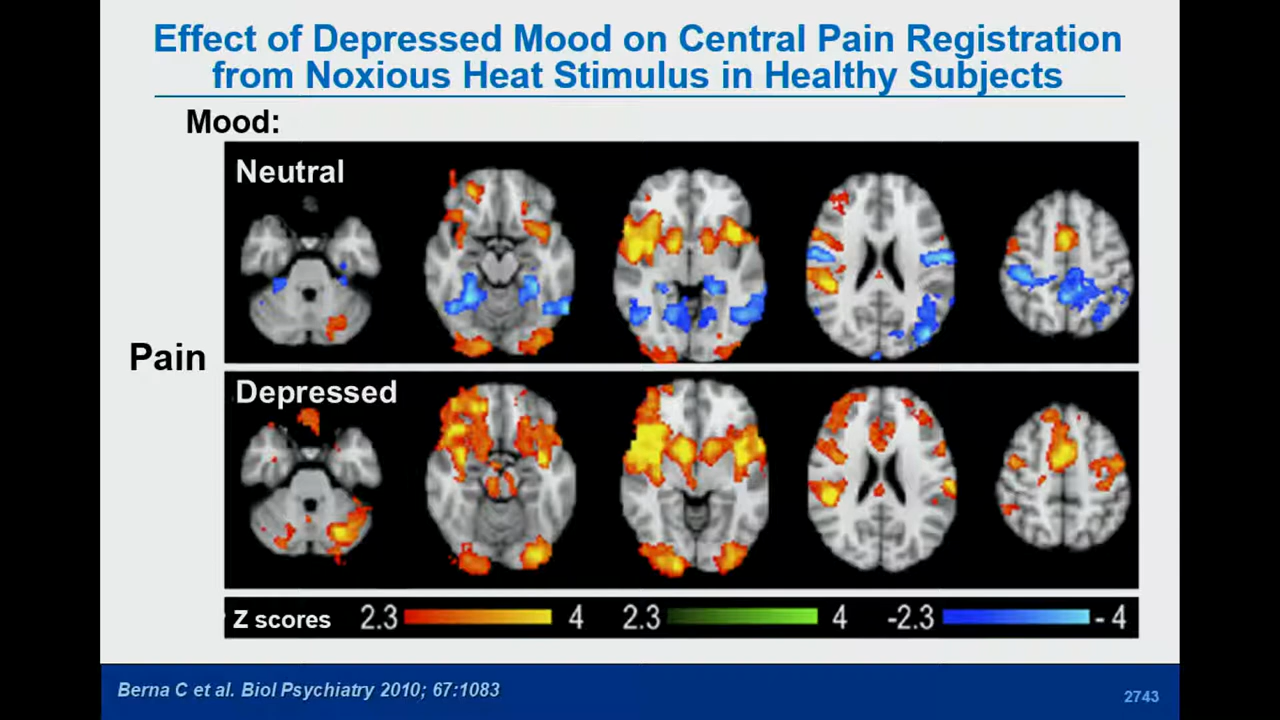 Effect of Depressed Mood on Central Pain Registration
from Noxious Heat Stimulus in Healthy Subjects
Mood:
Neutral
Pain
Depressed
Z scores 2.3 4 2.3 4 -2.3 - 4
Berna C et al. Biol Psychiatry 2010; 67:1083
2743